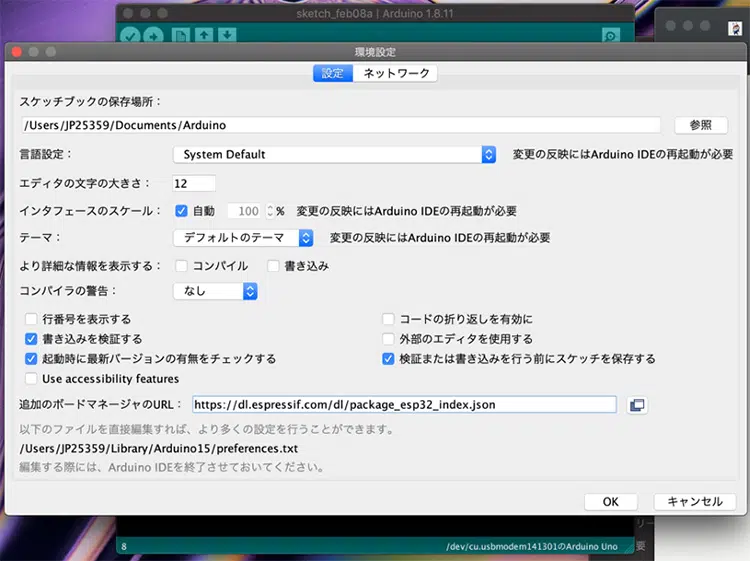 sketch_feb08a | Arduino 1.8.11
環境設定
設定 ネットワーク
スケッチブックの保存場所：
/Users/JP25359/Documents/Arduino 参照
言語設定： System Default 変更の反映にはArduino IDEの再起動が必要
エディタの文字の大きさ： 12
インタフェースのスケール： 自動 100 % 変更の反映にはArduino IDEの再起動が必要
テーマ： デフォルトのテーマ 変更の反映にはArduino IDEの再起動が必要
より詳細な情報を表示する： コンパイル 書き込み
コンパイラの警告： なし
行番号を表示する コードの折り返しを有効に
書き込みを検証する 外部のエディタを使用する
起動時に最新バージョンの有無をチェックする 検証または書き込みを行う前にスケッチを保存する
Use accessibility features
追加のボードマネージャのURL： https://dl.espressif.com/dl/package_esp32_index.json
以下のファイルを直接編集すれば、より多くの設定を行うことができます。
/Users/JP25359/Library/Arduino15/preferences.txt
編集する際には、Arduino IDEを終了させておいてください。
OK キャンセル
リー
8 /dev/cu.usbmodem141301のArduino Uno 要